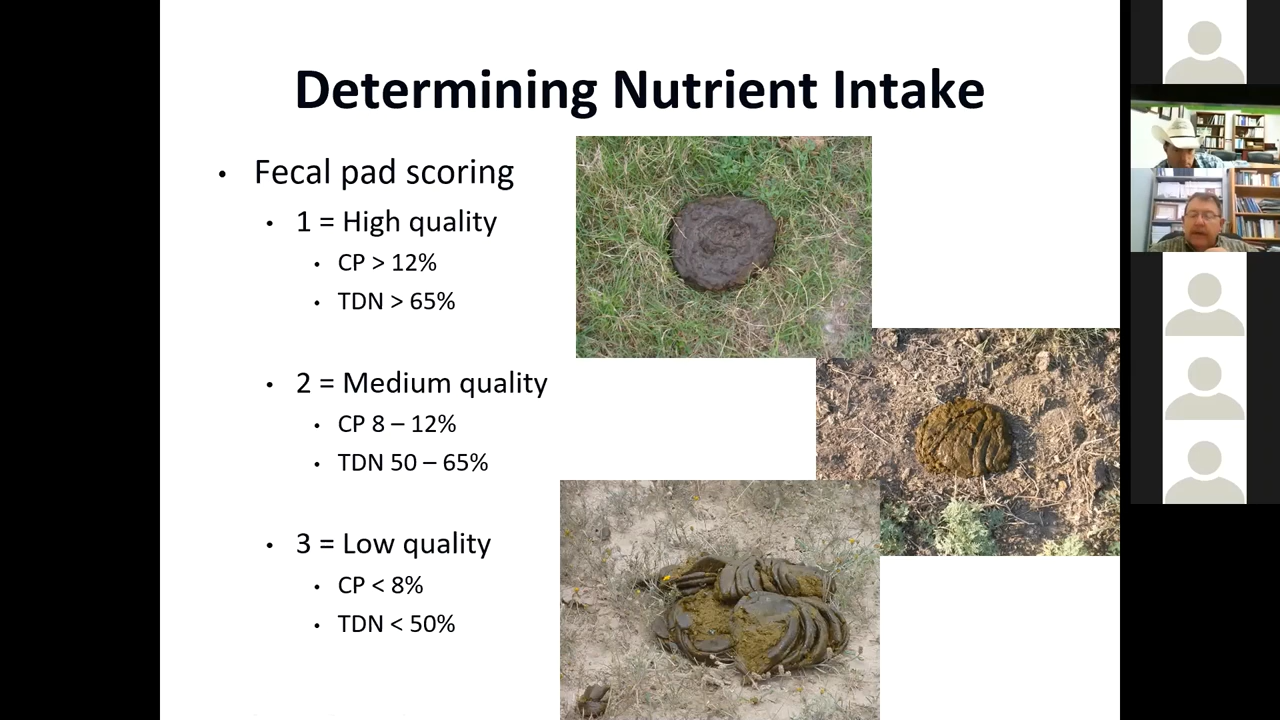 Determining Nutrient Intake
• Fecal pad scoring
• 1 = High quality
• CP > 12%
• TDN > 65%
• 2 = Medium quality
• CP 8 – 12%
• TDN 50 – 65%
• 3 = Low quality
• CP < 8%
• TDN < 50%